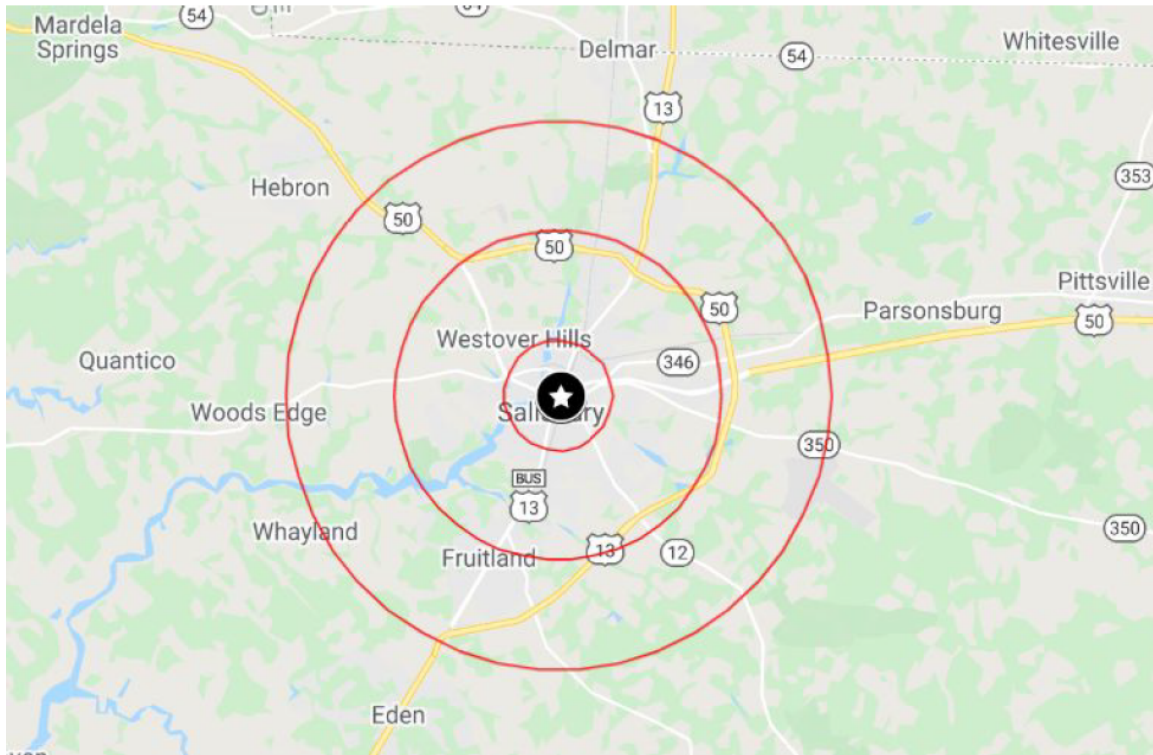 54
54
Mardela
Springs
Delmar
54
Whitesville
13
353
Hebron
50
50
Pittsville
50
Parsonsburg
50
Westover Hills
346
Quantico
Woods Edge
Salisbury
350
BUS
13
350
Whayland
Fruitland
13
12
Eden